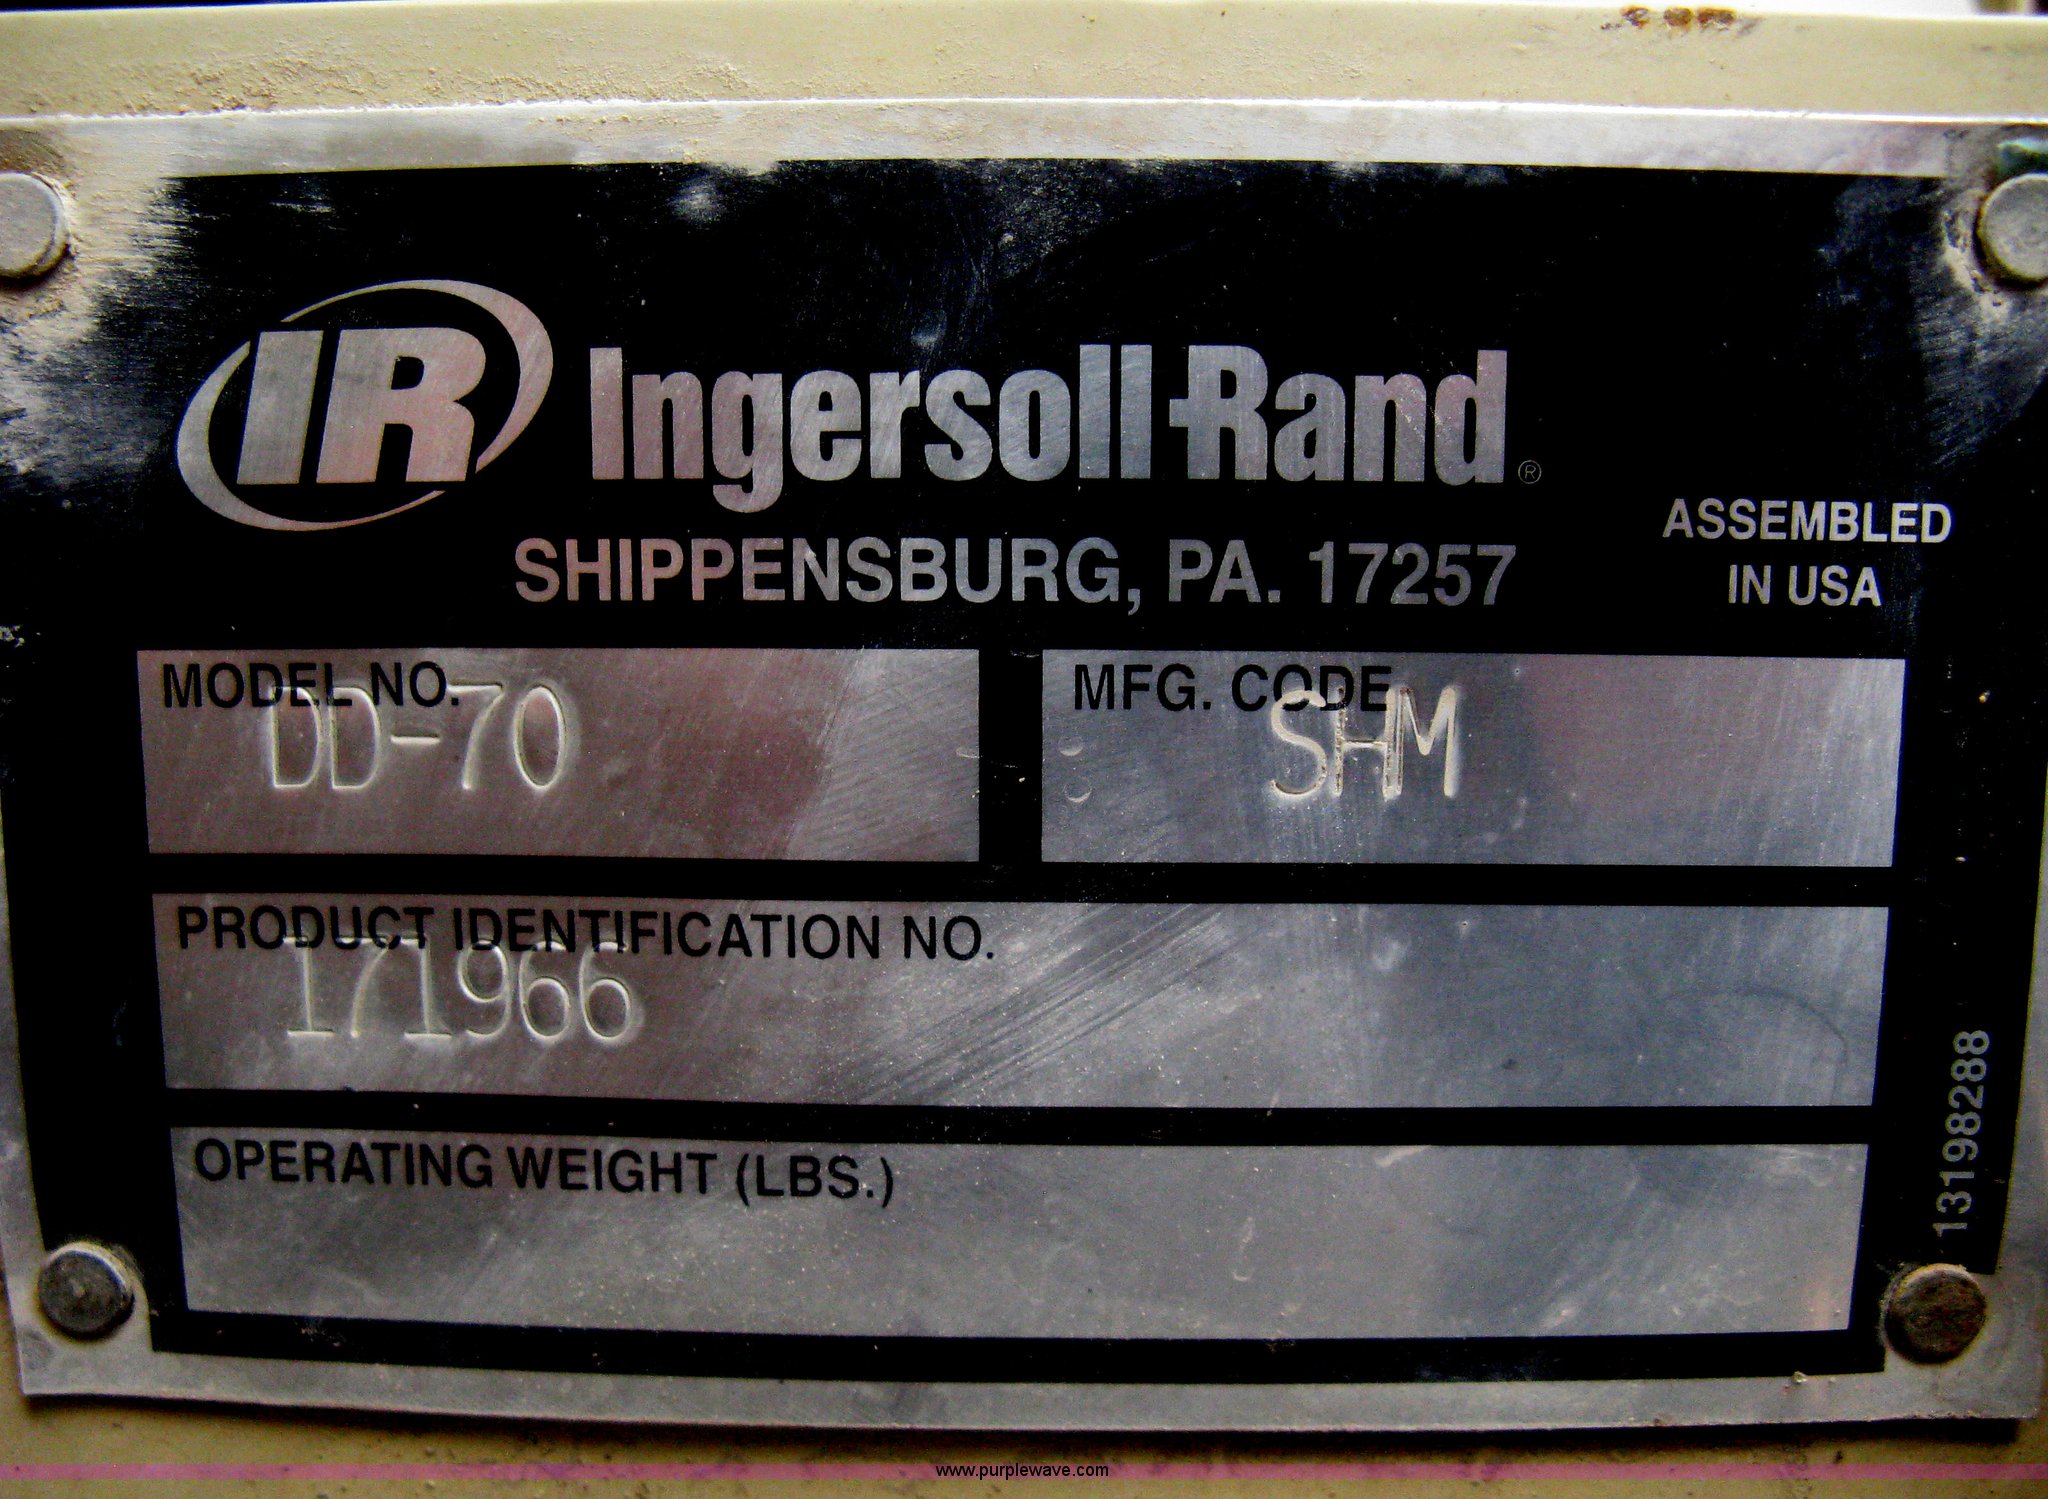 IR Ingersoll-Rand®
SHIPPENSBURG, PA. 17257
ASSEMBLED
IN USA
MODEL NO.
DD-70
MFG. CODE
SHM
PRODUCT IDENTIFICATION NO.
171966
OPERATING WEIGHT (LBS.)
13198288
www.purplewave.com